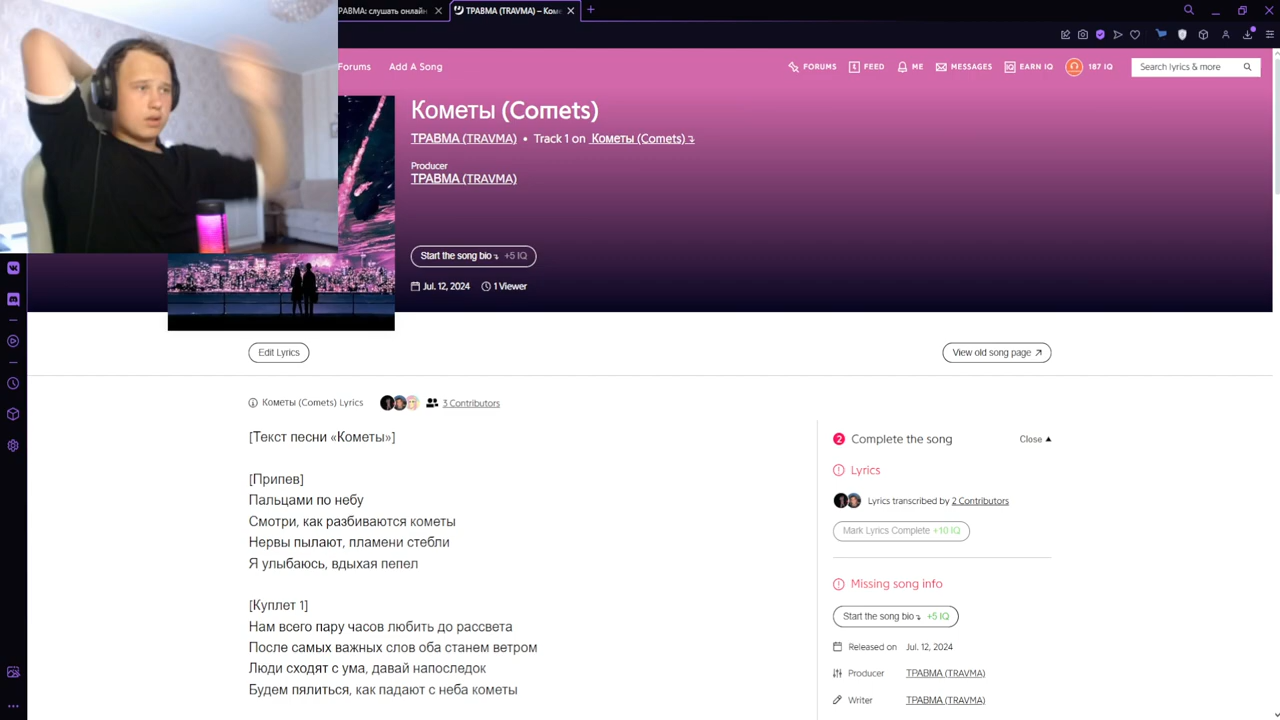 РАВМА: слушать онлайн
ТРАВМА (TRAVMA) – Ком
Forums
Add A Song
FORUMS
FEED
ME
MESSAGES
EARN IQ
187 IQ
Search lyrics & more
Кометы (Comets)
ТРАВМА (TRAVMA) • Track 1 on Кометы (Comets)
Producer
ТРАВМА (TRAVMA)
Start the song bio +5 IQ
Jul. 12, 2024
1 Viewer
Edit Lyrics
View old song page
Кометы (Comets) Lyrics
3 Contributors
[Текст песни «Кометы»]
[Припев]
Пальцами по небу
Смотри, как разбиваются кометы
Нервы пылают, пламени стебли
Я улыбаюсь, вдыхая пепел
[Куплет 1]
Нам всего пару часов любить до рассвета
После самых важных слов оба станем ветром
Люди сходят с ума, давай напоследок
Будем пялиться, как падают с неба кометы
2 Complete the song
Close
Lyrics
Lyrics transcribed by 2 Contributors
Mark Lyrics Complete +10 IQ
Missing song info
Start the song bio +5 IQ
Released on Jul. 12, 2024
Producer ТРАВМА (TRAVMA)
Writer ТРАВМА (TRAVMA)